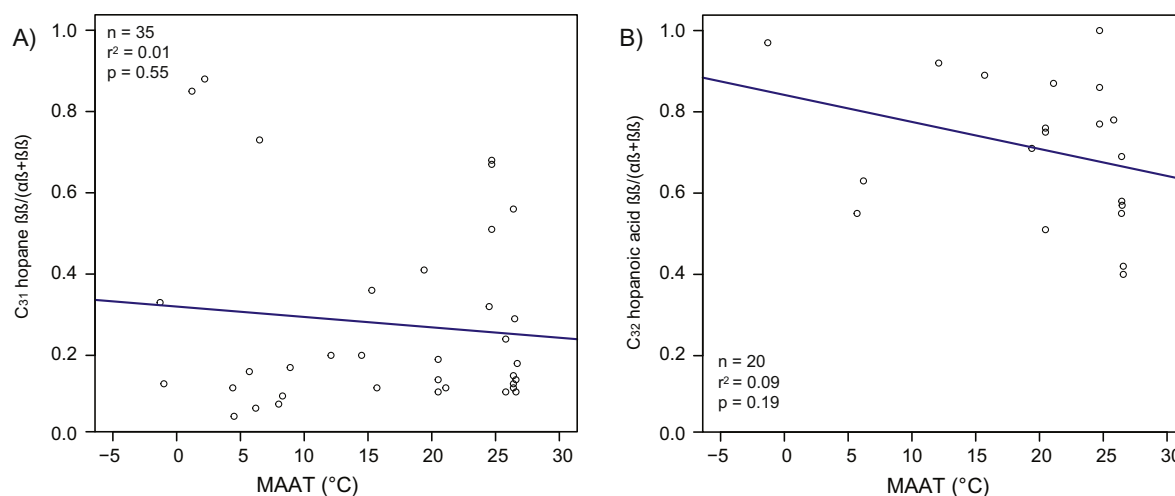 A)
n = 35
r² = 0.01
p = 0.55
C₃₁ hopane ßß/(αß+ßß)
1.0
0.8
0.6
0.4
0.2
0.0
−5
0
5
10
15
20
25
30
MAAT (°C)
B)
n = 20
r² = 0.09
p = 0.19
C₃₂ hopanoic acid ßß/(αß+ßß)
1.0
0.8
0.6
0.4
0.2
0.0
−5
0
5
10
15
20
25
30
MAAT (°C)